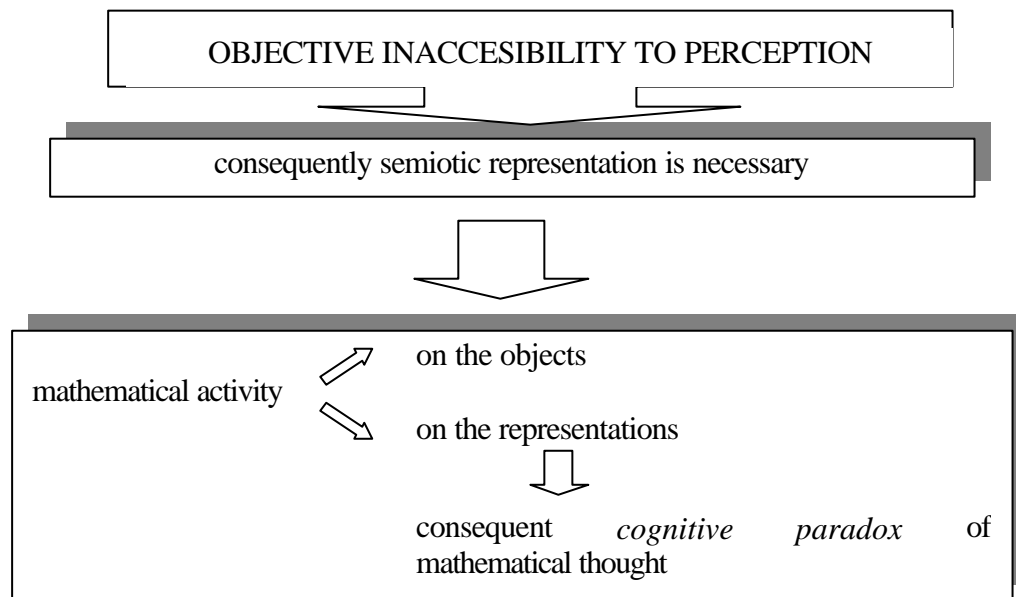 OBJECTIVE INACCESIBILITY TO PERCEPTION
consequently semiotic representation is necessary
on the objects
mathematical activity
on the representations
consequent cognitive paradox of
mathematical thought